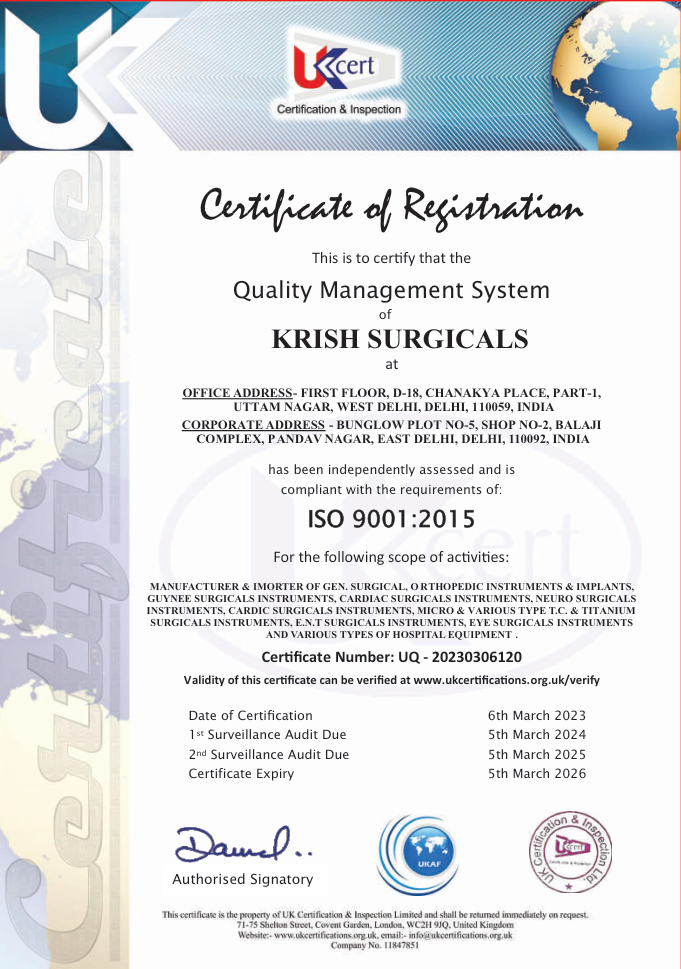 UK
UKcert
Certification & Inspection
Certificate
Certificate of Registration
This is to certify that the
Quality Management System
of
KRISH SURGICALS
at
OFFICE ADDRESS- FIRST FLOOR, D-18, CHANAKYA PLACE, PART-1,
UTTAM NAGAR, WEST DELHI, DELHI, 110059, INDIA
CORPORATE ADDRESS - BUNGLOW PLOT NO-5, SHOP NO-2, BALAJI
COMPLEX, PANDAV NAGAR, EAST DELHI, DELHI, 110092, INDIA
has been independently assessed and is
compliant with the requirements of:
ISO 9001:2015
For the following scope of activities:
MANUFACTURER & IMORTER OF GEN. SURGICAL, ORTHOPEDIC INSTRUMENTS & IMPLANTS,
GUYNEE SURGICALS INSTRUMENTS, CARDIAC SURGICALS INSTRUMENTS, NEURO SURGICALS
INSTRUMENTS, CARDIC SURGICALS INSTRUMENTS, MICRO & VARIOUS TYPE T.C. & TITANIUM
SURGICALS INSTRUMENTS, E.N.T SURGICALS INSTRUMENTS, EYE SURGICALS INSTRUMENTS
AND VARIOUS TYPES OF HOSPITAL EQUIPMENT .
Certificate Number: UQ - 20230306120
Validity of this certificate can be verified at www.ukcertifications.org.uk/verify
Date of Certification 6th March 2023
1st Surveillance Audit Due 5th March 2024
2nd Surveillance Audit Due 5th March 2025
Certificate Expiry 5th March 2026
Authorised Signatory
UKAF
UK Certification & Inspection Ltd.
UKcert
This certificate is the property of UK Certification & Inspection Limited and shall be returned immediately on request.
71-75 Shelton Street, Covent Garden, London, WC2H 9JQ, United Kingdom
Website:- www.ukcertifications.org.uk, email:- info@ukcertifications.org.uk
Company No. 11847851